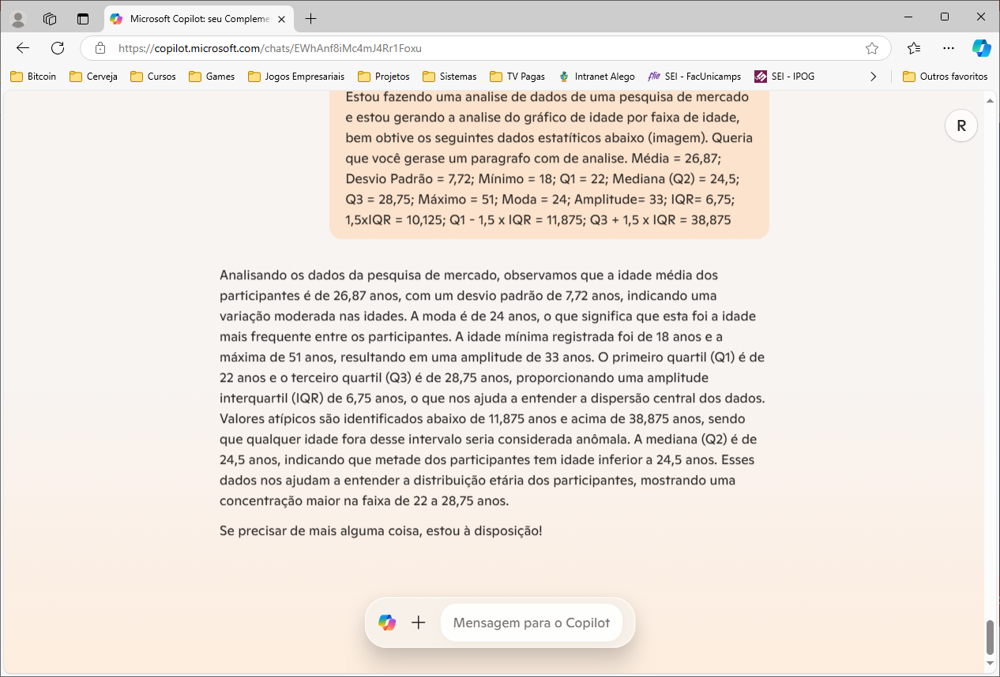 Microsoft Copilot: seu Compleme
https://copilot.microsoft.com/chats/EWhAnf8iMc4mJ4Rr1Foxu
Bitcoin Cerveja Cursos Games Jogos Empresariais Projetos Sistemas TV Pagas Intranet Alego flie SEI - FacUnicamps SEI - IPOG Outros favoritos
Estou fazendo uma analise de dados de uma pesquisa de mercado
R
e estou gerando a analise do gráfico de idade por faixa de idade,
bem obtive os seguintes dados estatíticos abaixo (imagem). Queria
que você gerase um paragrafo com de analise. Média = 26,87;
Desvio Padrão = 7,72; Mínimo = 18; Q1 = 22; Mediana (Q2) = 24,5;
Q3 = 28,75; Máximo = 51; Moda = 24; Amplitude= 33; IQR= 6,75;
1,5xIQR = 10,125; Q1 - 1,5 x IQR = 11,875; Q3 + 1,5 x IQR = 38,875
Analisando os dados da pesquisa de mercado, observamos que a idade média dos
participantes é de 26,87 anos, com um desvio padrão de 7,72 anos, indicando uma
variação moderada nas idades. A moda é de 24 anos, o que significa que esta foi a idade
mais frequente entre os participantes. A idade mínima registrada foi de 18 anos e a
máxima de 51 anos, resultando em uma amplitude de 33 anos. O primeiro quartil (Q1) é de
22 anos e o terceiro quartil (Q3) é de 28,75 anos, proporcionando uma amplitude
interquartil (IQR) de 6,75 anos, o que nos ajuda a entender a dispersão central dos dados.
Valores atípicos são identificados abaixo de 11,875 anos e acima de 38,875 anos, sendo
que qualquer idade fora desse intervalo seria considerada anômala. A mediana (Q2) é de
24,5 anos, indicando que metade dos participantes tem idade inferior a 24,5 anos. Esses
dados nos ajudam a entender a distribuição etária dos participantes, mostrando uma
concentração maior na faixa de 22 a 28,75 anos.
Se precisar de mais alguma coisa, estou à disposição!
Mensagem para o Copilot